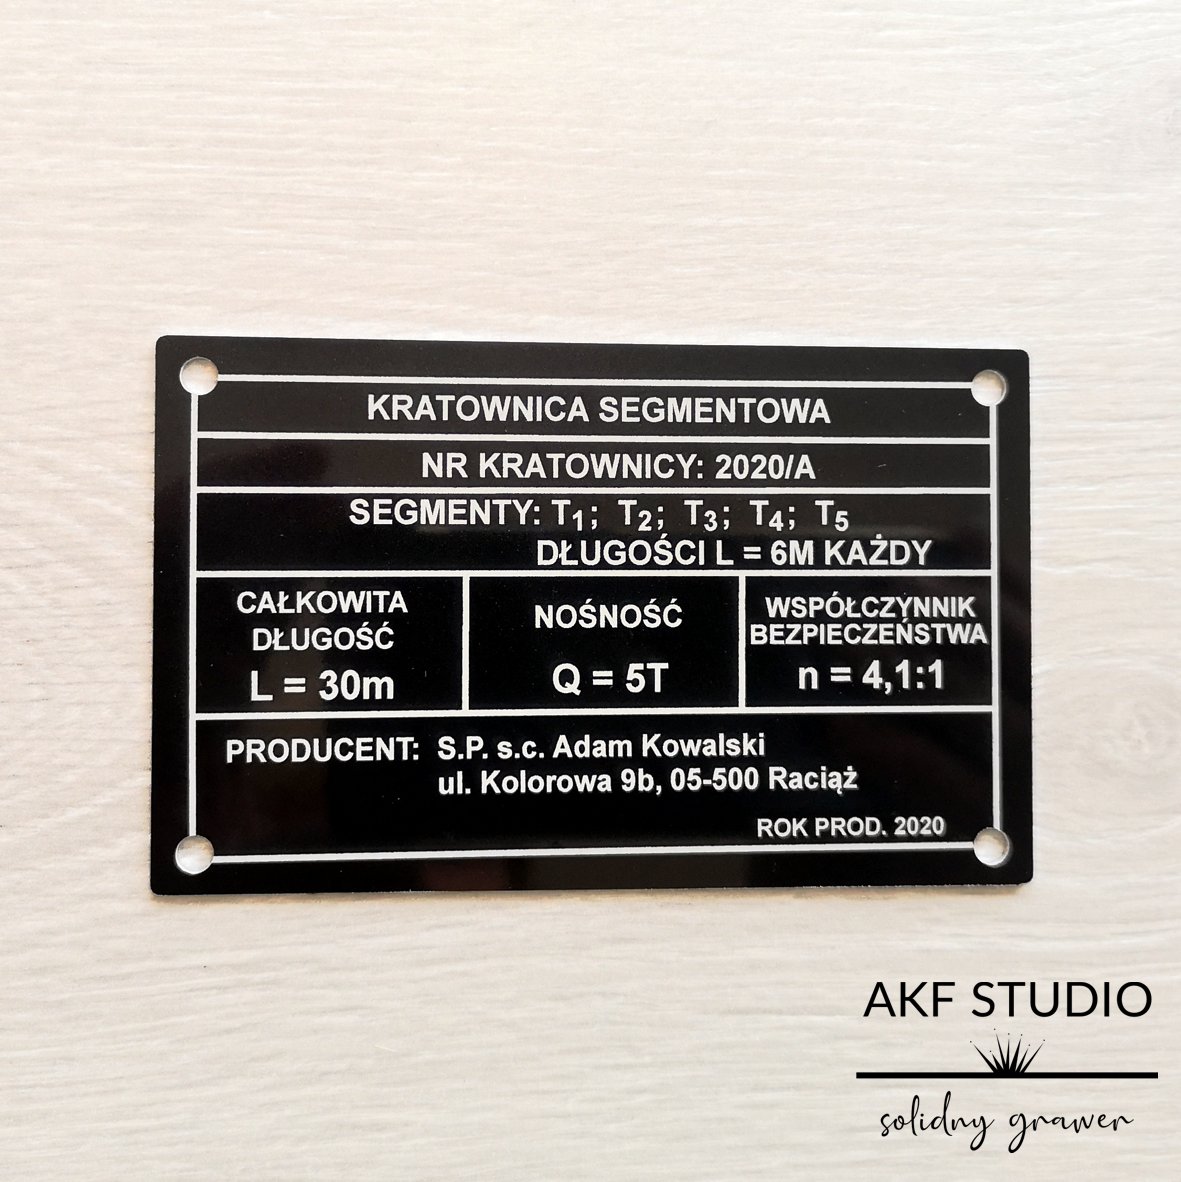 KRATOWNICA SEGMENTOWA
NR KRATOWNICY: 2020/A
SEGMENTY: T₁; T₂; T₃; T₄; T₅
DŁUGOŚCI L = 6M KAŻDY
CAŁKOWITA
DŁUGOŚĆ
L = 30m
NOŚNOŚĆ
Q = 5T
WSPÓŁCZYNNIK
BEZPIECZEŃSTWA
n = 4,1:1
PRODUCENT: S.P. s.c. Adam Kowalski
ul. Kolorowa 9b, 05-500 Raciąż
ROK PROD. 2020
AKF STUDIO
solidny grawer